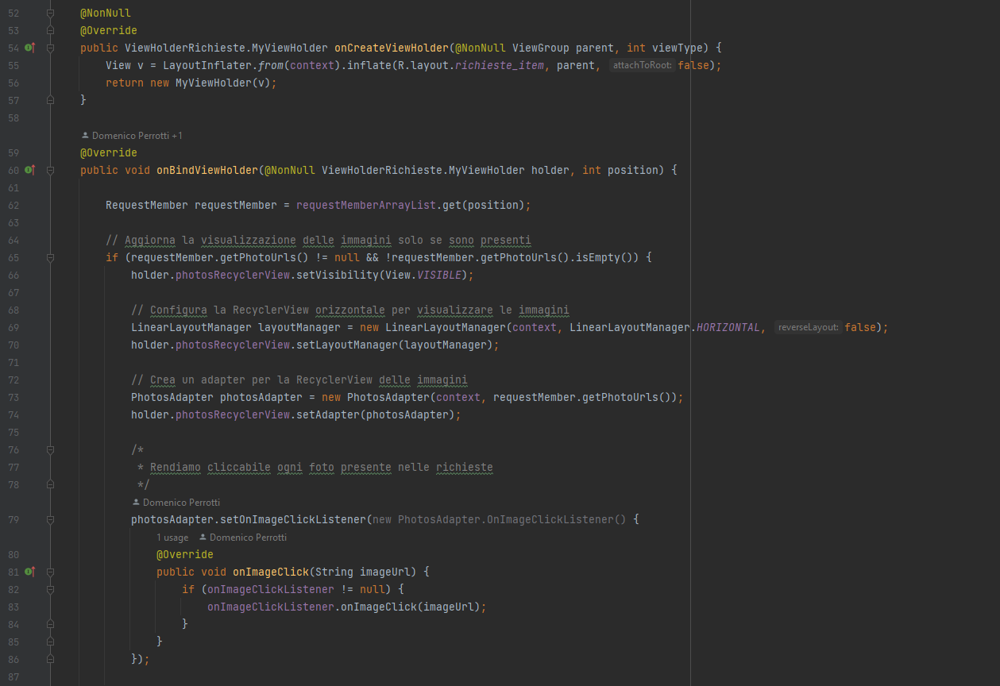 52 @NonNull
53 @Override
54 public ViewHolderRichieste.MyViewHolder onCreateViewHolder(@NonNull ViewGroup parent, int viewType) {
55 View v = LayoutInflater.from(context).inflate(R.layout.richieste_item, parent, attachToRoot: false);
56 return new MyViewHolder(v);
57 }
58
Domenico Perrotti +1
59 @Override
60 public void onBindViewHolder(@NonNull ViewHolderRichieste.MyViewHolder holder, int position) {
61
62 RequestMember requestMember = requestMemberArrayList.get(position);
63
64 // Aggiorna la visualizzazione delle immagini solo se sono presenti
65 if (requestMember.getPhotoUrls() != null && !requestMember.getPhotoUrls().isEmpty()) {
66 holder.photosRecyclerView.setVisibility(View.VISIBLE);
67
68 // Configura la RecyclerView orizzontale per visualizzare le immagini
69 LinearLayoutManager layoutManager = new LinearLayoutManager(context, LinearLayoutManager.HORIZONTAL, reverseLayout: false);
70 holder.photosRecyclerView.setLayoutManager(layoutManager);
71
72 // Crea un adapter per la RecyclerView delle immagini
73 PhotosAdapter photosAdapter = new PhotosAdapter(context, requestMember.getPhotoUrls());
74 holder.photosRecyclerView.setAdapter(photosAdapter);
75
76 /*
77 * Rendiamo cliccabile ogni foto presente nelle richieste
78 */
Domenico Perrotti
79 photosAdapter.setOnImageClickListener(new PhotosAdapter.OnImageClickListener() {
1 usage Domenico Perrotti
80 @Override
81 public void onImageClick(String imageUrl) {
82 if (onImageClickListener != null) {
83 onImageClickListener.onImageClick(imageUrl);
84 }
85 }
86 });
87